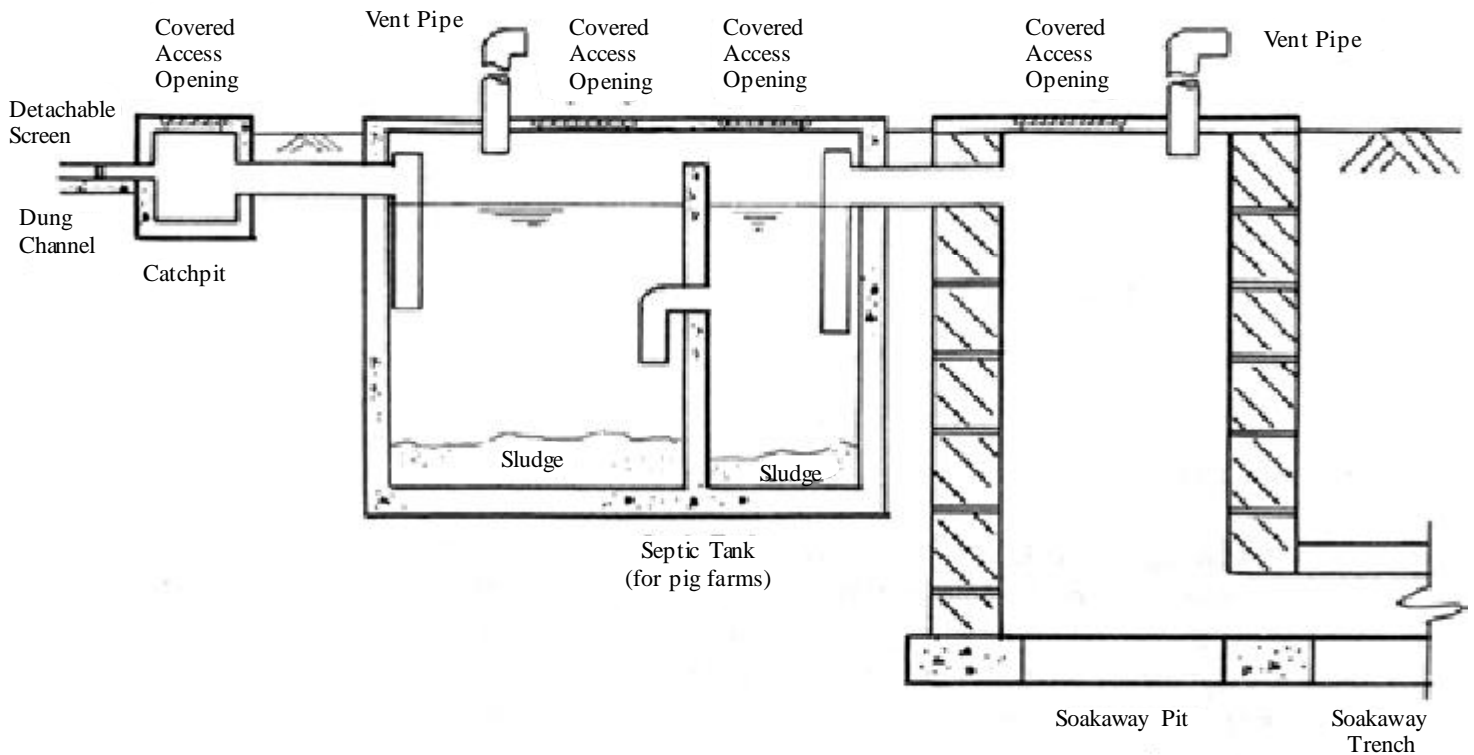 Vent Pipe
Covered
Access
Opening
Covered
Access
Opening
Covered
Access
Opening
Covered
Access
Opening
Vent Pipe
Detachable
Screen
Dung
Channel
Catchpit
Sludge
Sludge
Septic Tank
(for pig farms)
Soakaway Pit
Soakaway
Trench